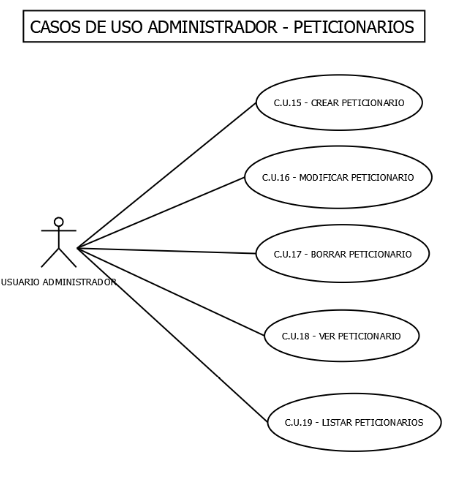 CASOS DE USO ADMINISTRADOR - PETICIONARIOS
C.U.15 - CREAR PETICIONARIO
C.U.16 - MODIFICAR PETICIONARIO
C.U.17 - BORRAR PETICIONARIO
USUARIO ADMINISTRADOR
C.U.18 - VER PETICIONARIO
C.U.19 - LISTAR PETICIONARIOS